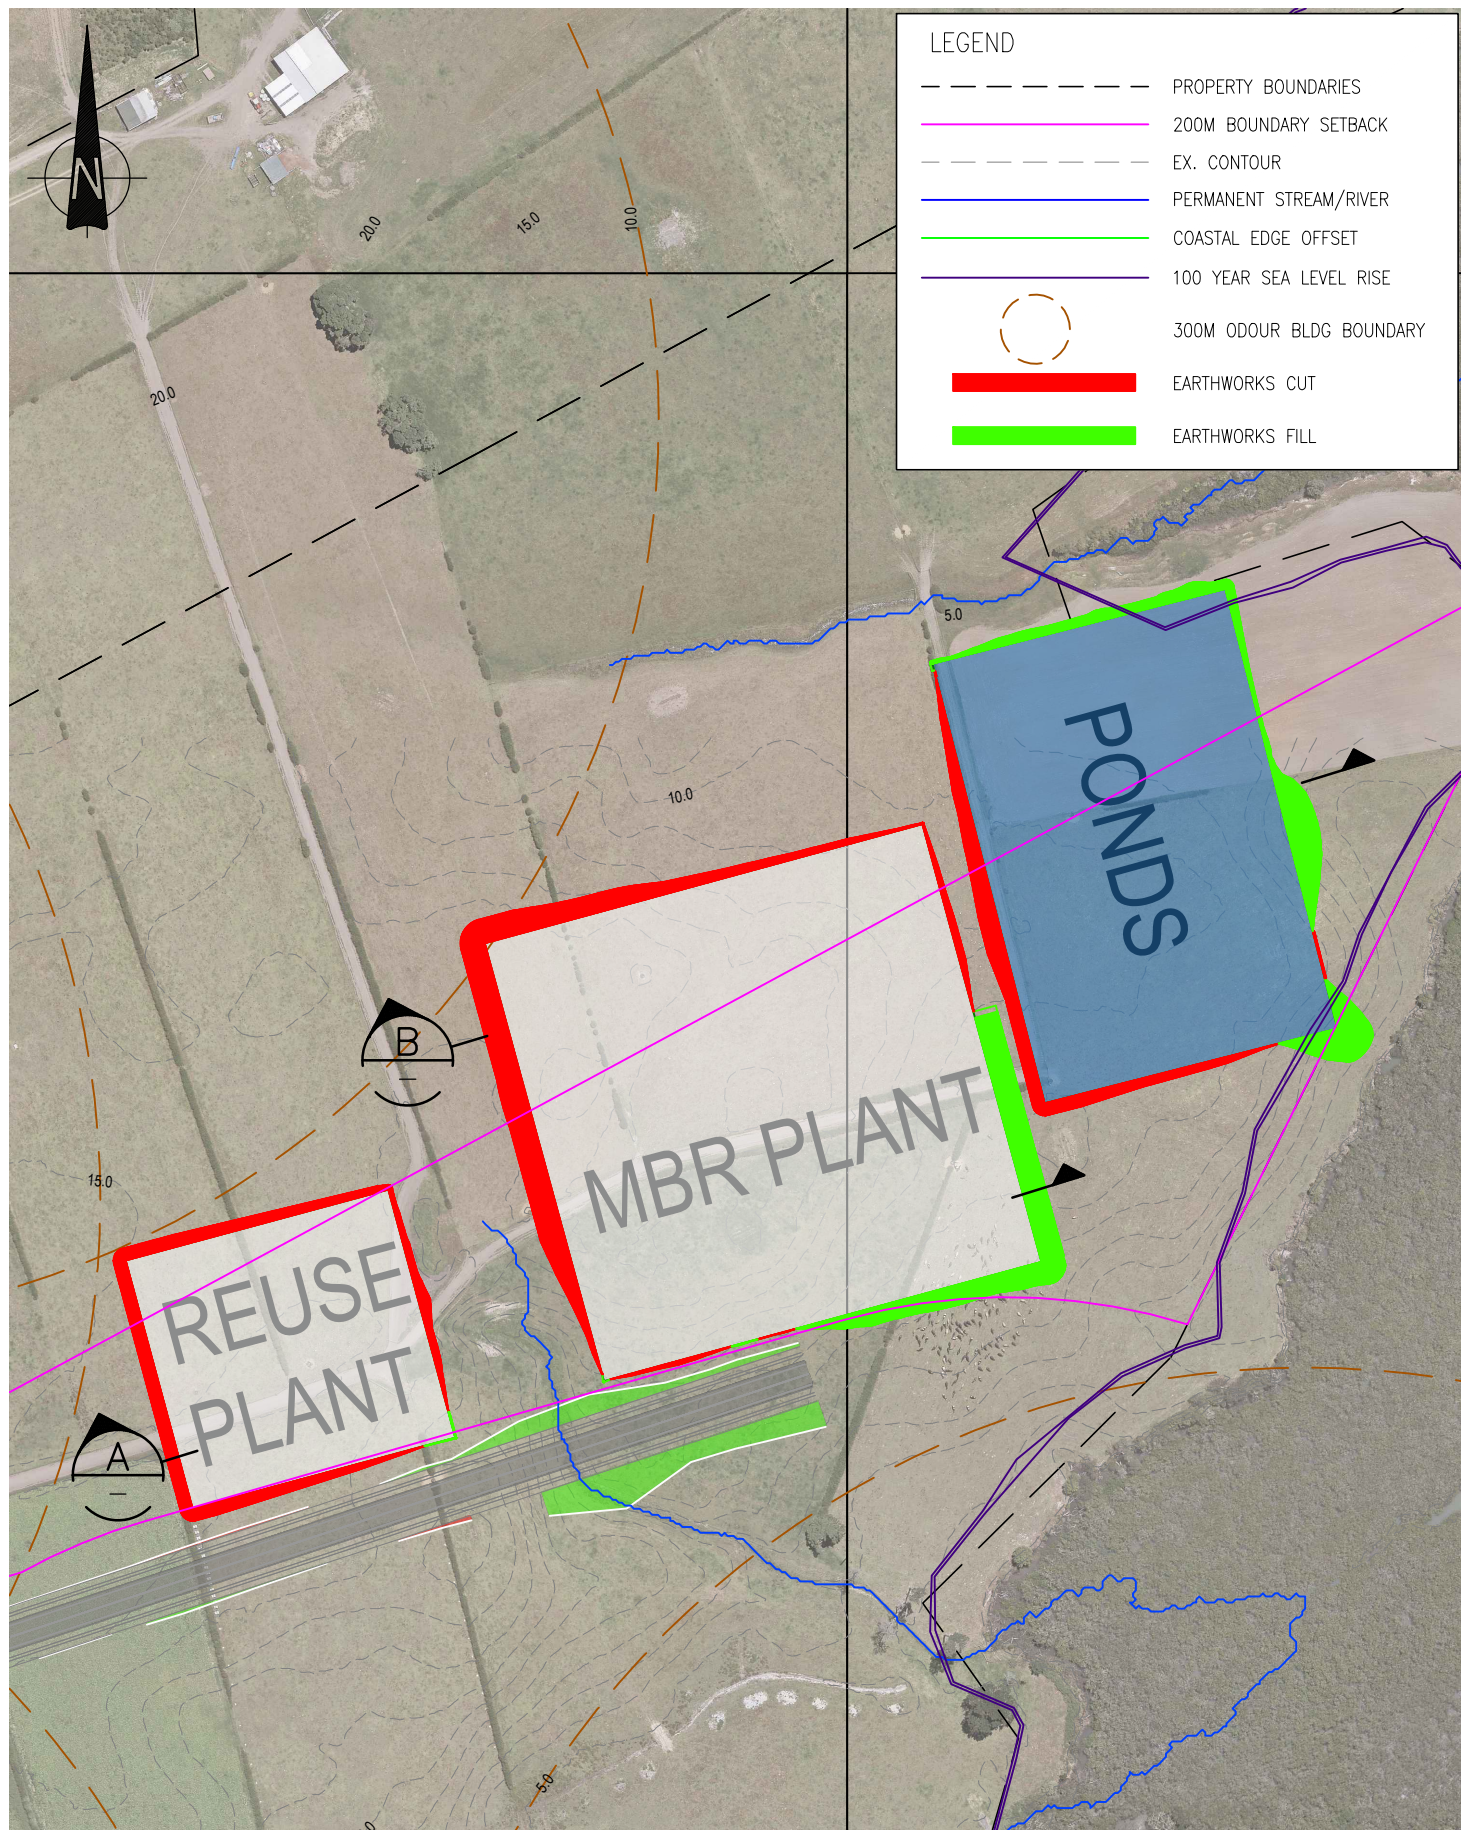 LEGEND
PROPERTY BOUNDARIES
200M BOUNDARY SETBACK
EX. CONTOUR
PERMANENT STREAM/RIVER
COASTAL EDGE OFFSET
100 YEAR SEA LEVEL RISE
300M ODOUR BLDG BOUNDARY
EARTHWORKS CUT
EARTHWORKS FILL
N
20.0
15.0
10.0
20.0
5.0
PONDS
10.0
B
–
MBR PLANT
15.0
REUSE
PLANT
A
–
5.0